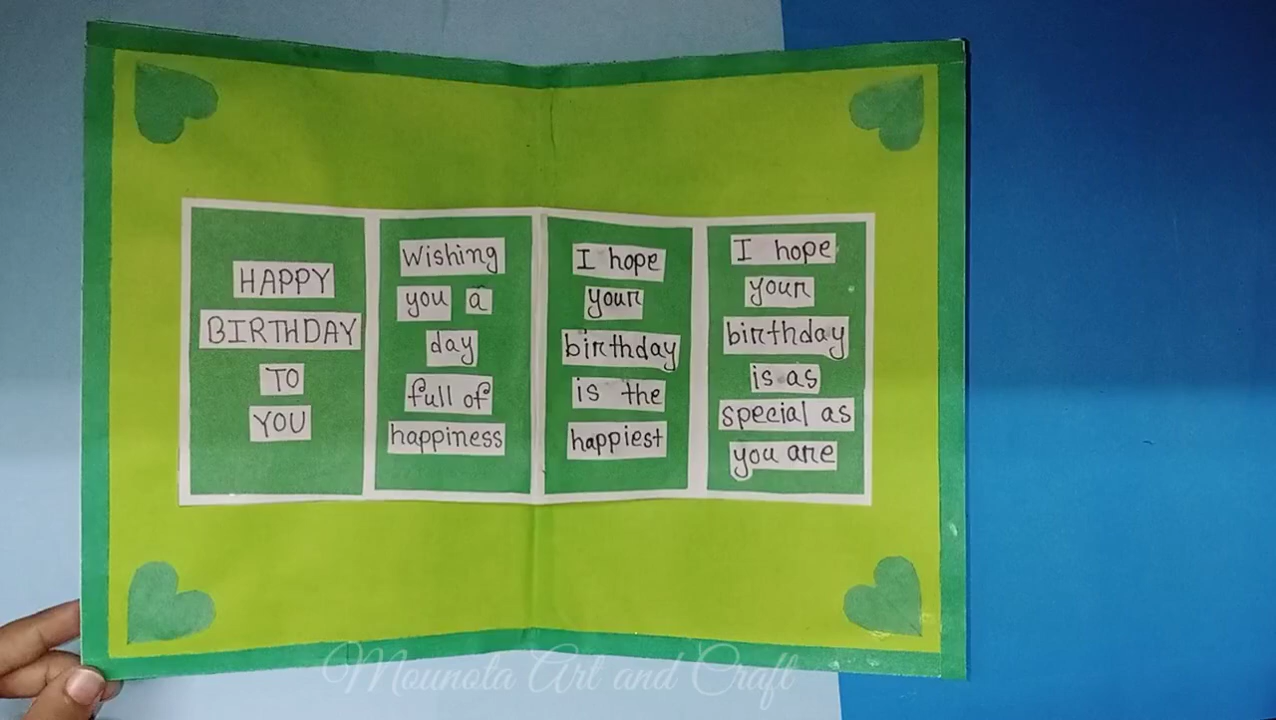 HAPPY
BIRTHDAY
TO
YOU
Wishing
you a
day
full of
happiness
I hope
your
birthday
is the
happiest
I hope
your
birthday
is as
special as
you are
Mounota Art and Craft